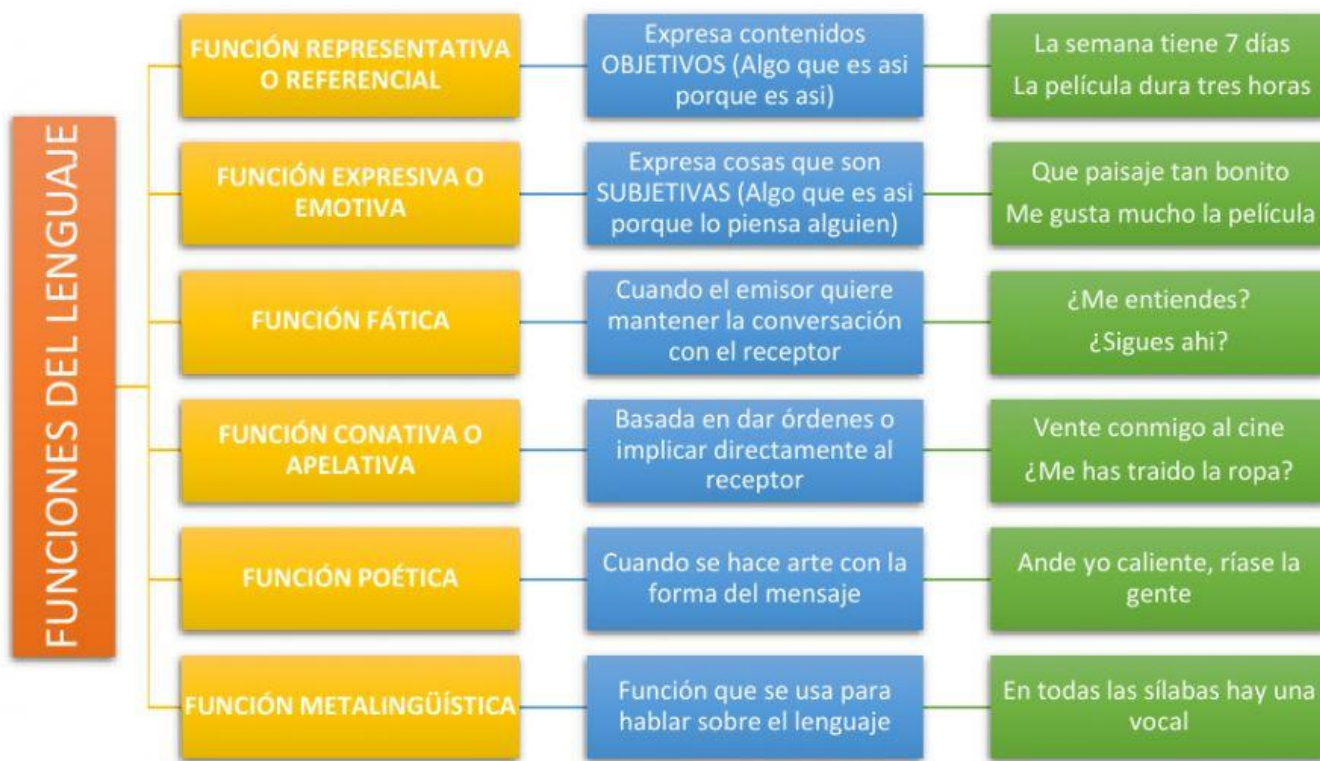 FUNCIONES DEL LENGUAJE
FUNCIÓN REPRESENTATIVA
O REFERENCIAL
Expresa contenidos
OBJETIVOS (Algo que es asi
porque es asi)
La semana tiene 7 días
La película dura tres horas
FUNCIÓN EXPRESIVA O
EMOTIVA
Expresa cosas que son
SUBJETIVAS (Algo que es asi
porque lo piensa alguien)
Que paisaje tan bonito
Me gusta mucho la película
FUNCIÓN FÁTICA
Cuando el emisor quiere
mantener la conversación
con el receptor
¿Me entiendes?
¿Sigues ahi?
FUNCIÓN CONATIVA O
APELATIVA
Basada en dar órdenes o
implicar directamente al
receptor
Vente conmigo al cine
¿Me has traido la ropa?
FUNCIÓN POÉTICA
Cuando se hace arte con la
forma del mensaje
Ande yo caliente, ríase la
gente
FUNCIÓN METALINGÜÍSTICA
Función que se usa para
hablar sobre el lenguaje
En todas las sílabas hay una
vocal